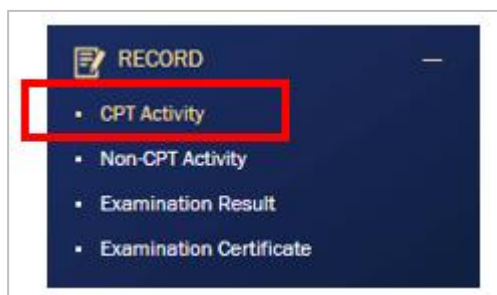 RECORD
CPT Activity
Non-CPT Activity
Examination Result
Examination Certificate